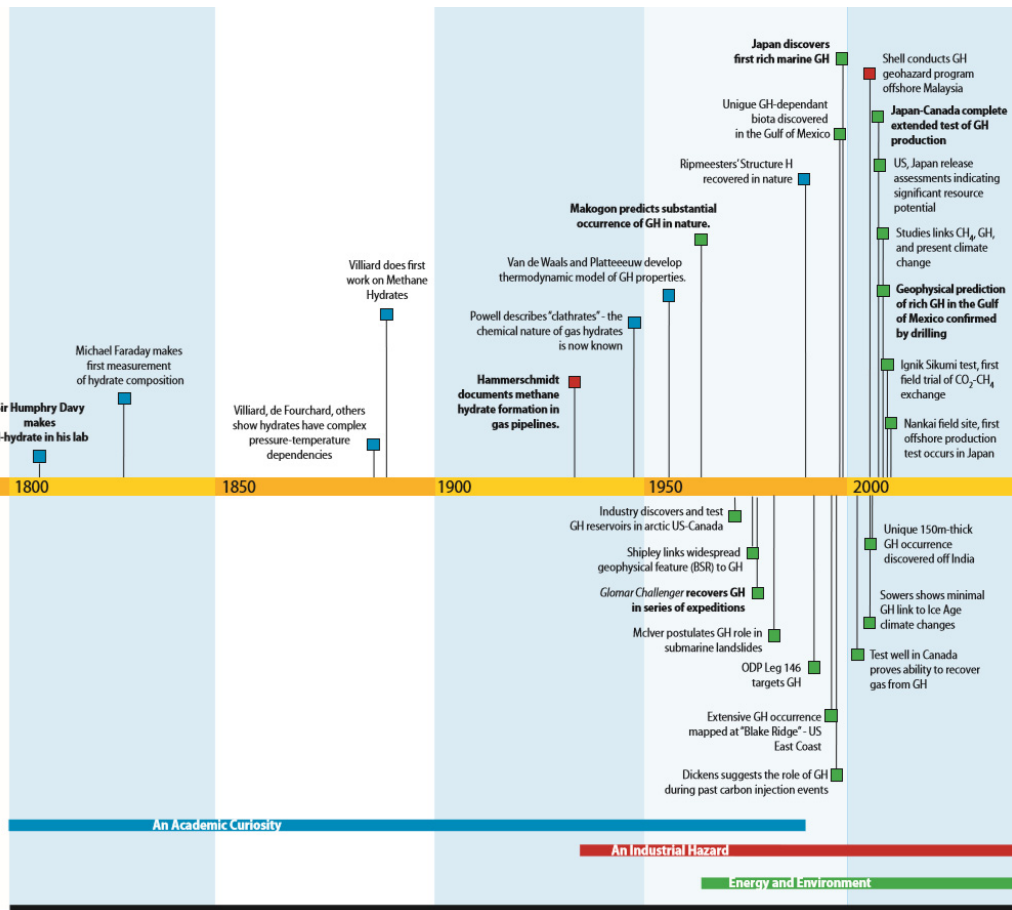 Japan discovers
first rich marine GH
Shell conducts GH
geohazard program
offshore Malaysia
Unigue GH-dependant
biota discovered
in the Gulf of Mexico
Japan-Canada complete
extended test of GH
production
Ripmeesters' Structure H
recovered in nature
US, Japan release
assessments indicating
significant resource
potential
Makogon predicts substantial
occurrence of GH in nature.
Studies links CH₄, GH,
and present climate
change
Villiard does first
work on Methane
Hydrates
Van de Waals and Platteeuw develop
thermodynamic model of GH properties.
Geophysical prediction
of rich GH in the Gulf
of Mexico confirmed
by drilling
Powell describes "clathrates" - the
chemical nature of gas hydrates
is now known
Michael Faraday makes
first measurement
of hydrate composition
Ignik Sikumi test, first
field trial of CO₂-CH₄
exchange
Hammerschmidt
documents methane
hydrate formation in
gas pipelines.
ir Humphry Davy
makes
l-hydrate in his lab
Villiard, de Fourchard, others
show hydrates have complex
pressure-temperature
dependencies
Nankai field site, first
offshore production
test occurs in Japan
1800 1850 1900 1950 2000
Industry discovers and test
GH reservoirs in arctic US-Canada
Unique 150m-thick
GH occurrence
discovered off India
Shipley links widespread
geophysical feature (BSR) to GH
Glomar Challenger recovers GH
in series of expeditions
Sowers shows minimal
GH link to Ice Age
climate changes
McIver postulates GH role in
submarine landslides
Test well in Canada
proves ability to recover
gas from GH
ODP Leg 146
targets GH
Extensive GH occurrence
mapped at "Blake Ridge" - US
East Coast
Dickens suggests the role of GH
during past carbon injection events
An Academic Curiosity
An Industrial Hazard
Energy and Environment